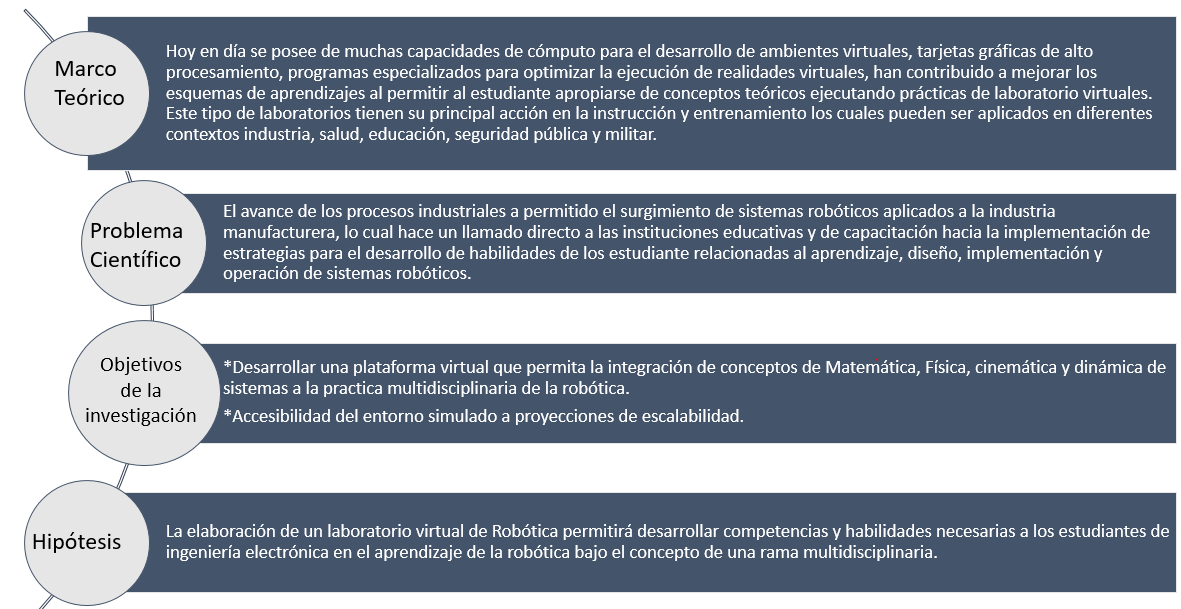 Marco
Teórico
Hoy en día se posee de muchas capacidades de cómputo para el desarrollo de ambientes virtuales, tarjetas gráficas de alto
procesamiento, programas especializados para optimizar la ejecución de realidades virtuales, han contribuido a mejorar los
esquemas de aprendizajes al permitir al estudiante apropiarse de conceptos teóricos ejecutando prácticas de laboratorio virtuales.
Este tipo de laboratorios tienen su principal acción en la instrucción y entrenamiento los cuales pueden ser aplicados en diferentes
contextos industria, salud, educación, seguridad pública y militar.
Problema
Científico
El avance de los procesos industriales a permitido el surgimiento de sistemas robóticos aplicados a la industria
manufacturera, lo cual hace un llamado directo a las instituciones educativas y de capacitación hacia la implementación de
estrategias para el desarrollo de habilidades de los estudiante relacionadas al aprendizaje, diseño, implementación y
operación de sistemas robóticos.
Objetivos
de la
investigación
*Desarrollar una plataforma virtual que permita la integración de conceptos de Matemática, Física, cinemática y dinámica de
sistemas a la practica multidisciplinaria de la robótica.
*Accesibilidad del entorno simulado a proyecciones de escalabilidad.
Hipótesis
La elaboración de un laboratorio virtual de Robótica permitirá desarrollar competencias y habilidades necesarias a los estudiantes de
ingeniería electrónica en el aprendizaje de la robótica bajo el concepto de una rama multidisciplinaria.